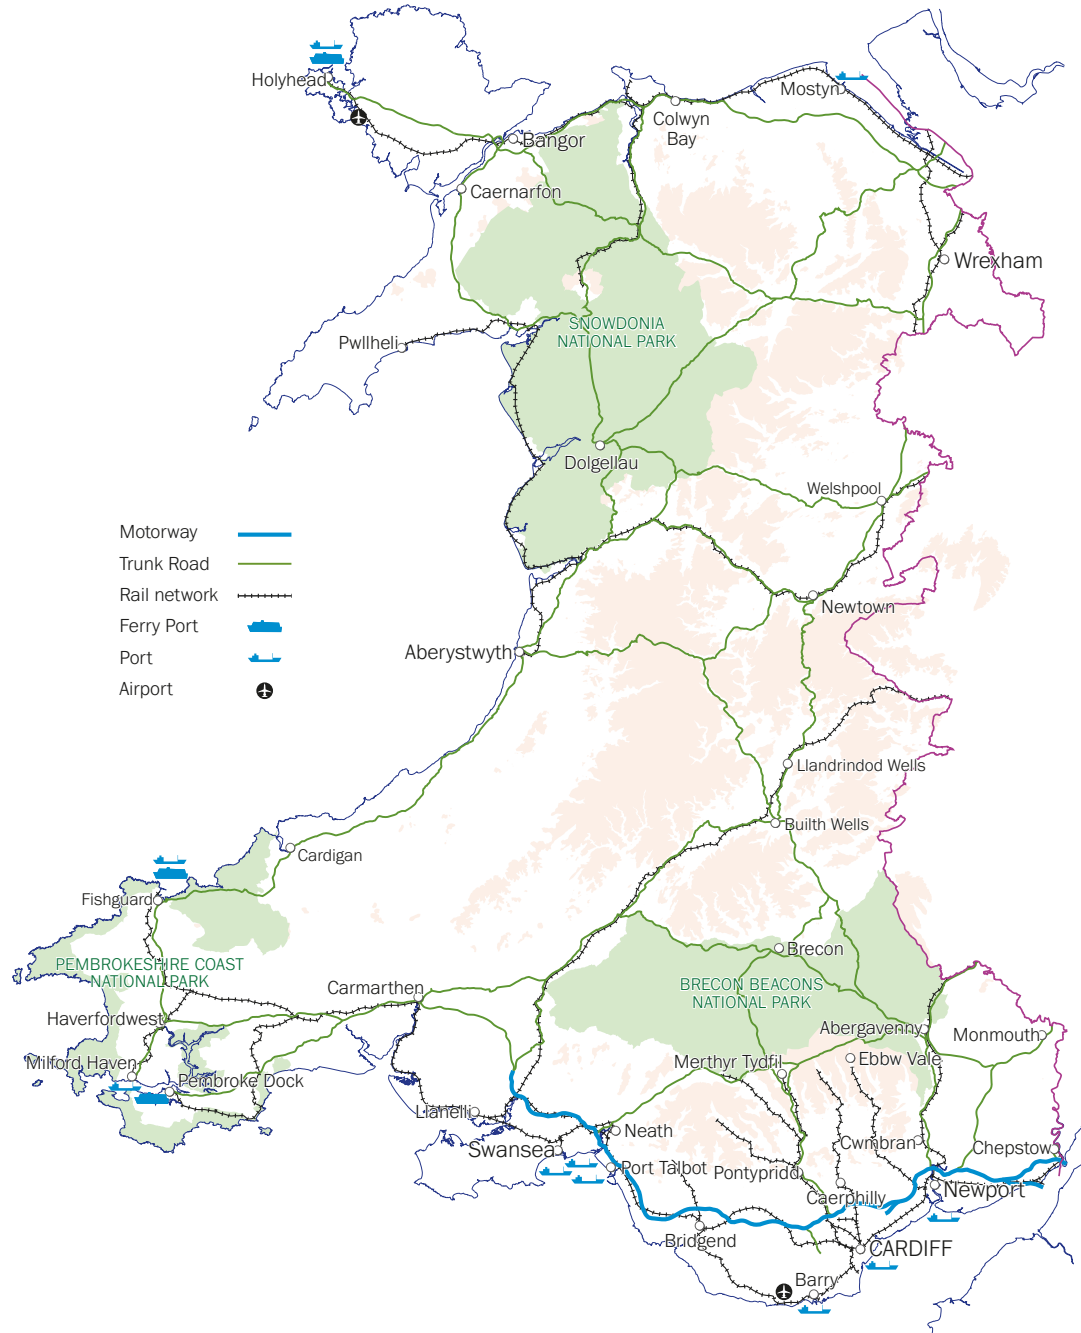 Holyhead
Mostyn
Colwyn
Bay
Bangor
Caernarfon
Wrexham
SNOWDONIA
NATIONAL PARK
Pwllheli
Dolgellau
Welshpool
Motorway
Trunk Road
Rail network
Ferry Port
Port
Airport
Newtown
Aberystwyth
Llandrindod Wells
Builth Wells
Cardigan
Fishguard
Brecon
PEMBROKESHIRE COAST
NATIONAL PARK
BRECON BEACONS
NATIONAL PARK
Carmarthen
Haverfordwest
Abergavenny
Monmouth
Milford Haven
Merthyr Tydfil
Ebbw Vale
Pembroke Dock
Llanelli
Neath
Cwmbran
Chepstow
Swansea
Port Talbot
Pontypridd
Caerphilly
Newport
Bridgend
CARDIFF
Barry